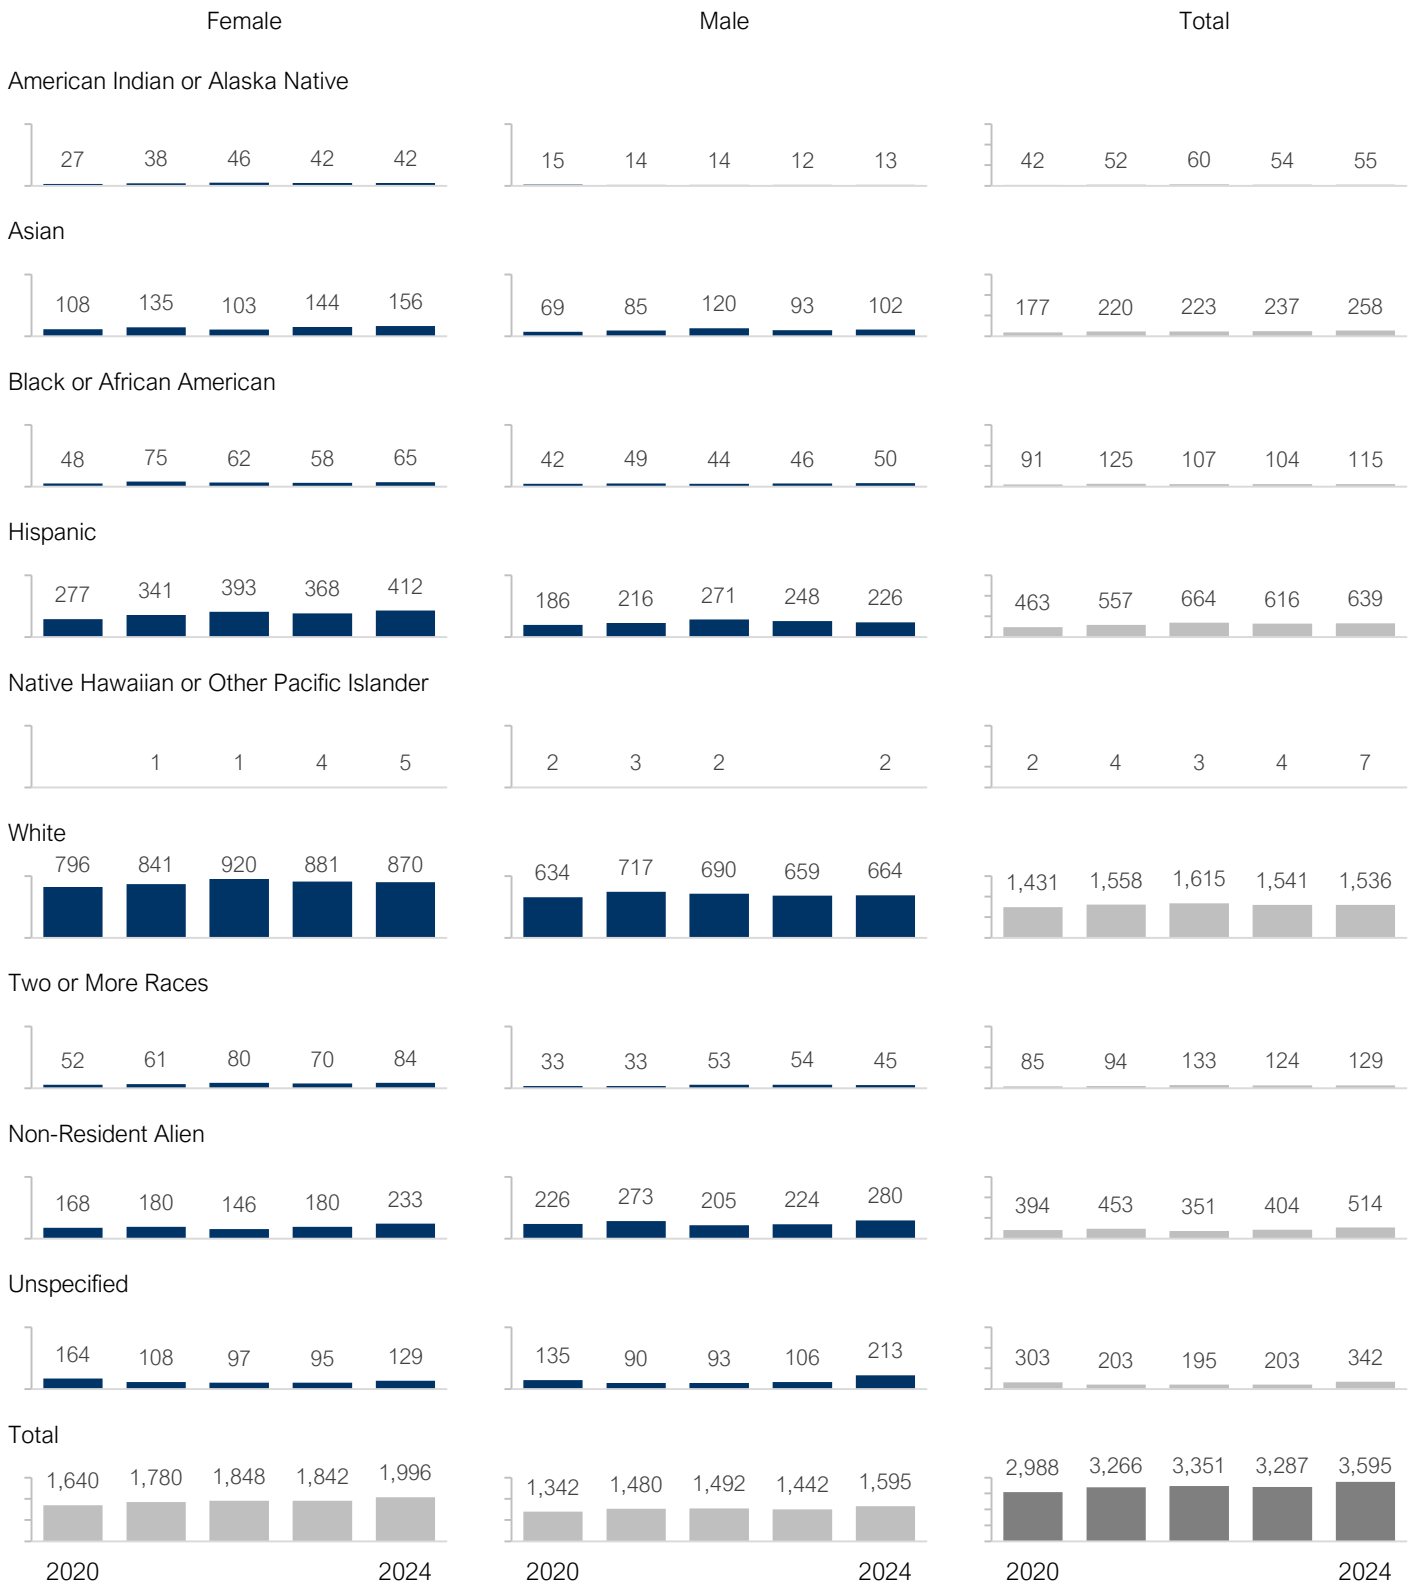 Female Male Total
American Indian or Alaska Native
27 38 46 42 42 15 14 14 12 13 42 52 60 54 55
Asian
108 135 103 144 156 69 85 120 93 102 177 220 223 237 258
Black or African American
48 75 62 58 65 42 49 44 46 50 91 125 107 104 115
Hispanic
277 341 393 368 412 186 216 271 248 226 463 557 664 616 639
Native Hawaiian or Other Pacific Islander
1 1 4 5 2 3 2 2 2 4 3 4 7
White
796 841 920 881 870 634 717 690 659 664 1,431 1,558 1,615 1,541 1,536
Two or More Races
52 61 80 70 84 33 33 53 54 45 85 94 133 124 129
Non-Resident Alien
168 180 146 180 233 226 273 205 224 280 394 453 351 404 514
Unspecified
164 108 97 95 129 135 90 93 106 213 303 203 195 203 342
Total
1,640 1,780 1,848 1,842 1,996 1,342 1,480 1,492 1,442 1,595 2,988 3,266 3,351 3,287 3,595
2020 2024 2020 2024 2020 2024